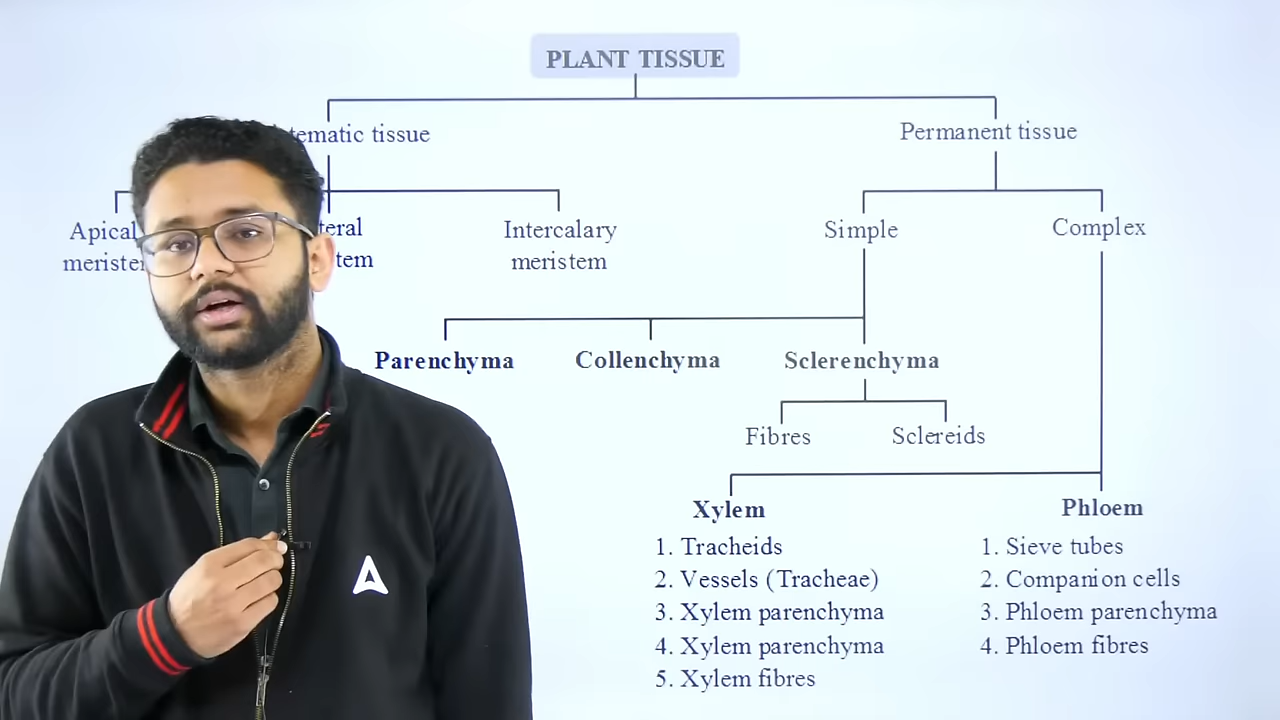 PLANT TISSUE
tematic tissue
Permanent tissue
Apical
meriste
teral
tem
Intercalary
meristem
Simple
Complex
Parenchyma
Collenchyma
Sclerenchyma
Fibres
Sclereids
Xylem
1. Tracheids
2. Vessels (Tracheae)
3. Xylem parenchyma
4. Xylem parenchyma
5. Xylem fibres
Phloem
1. Sieve tubes
2. Companion cells
3. Phloem parenchyma
4. Phloem fibres